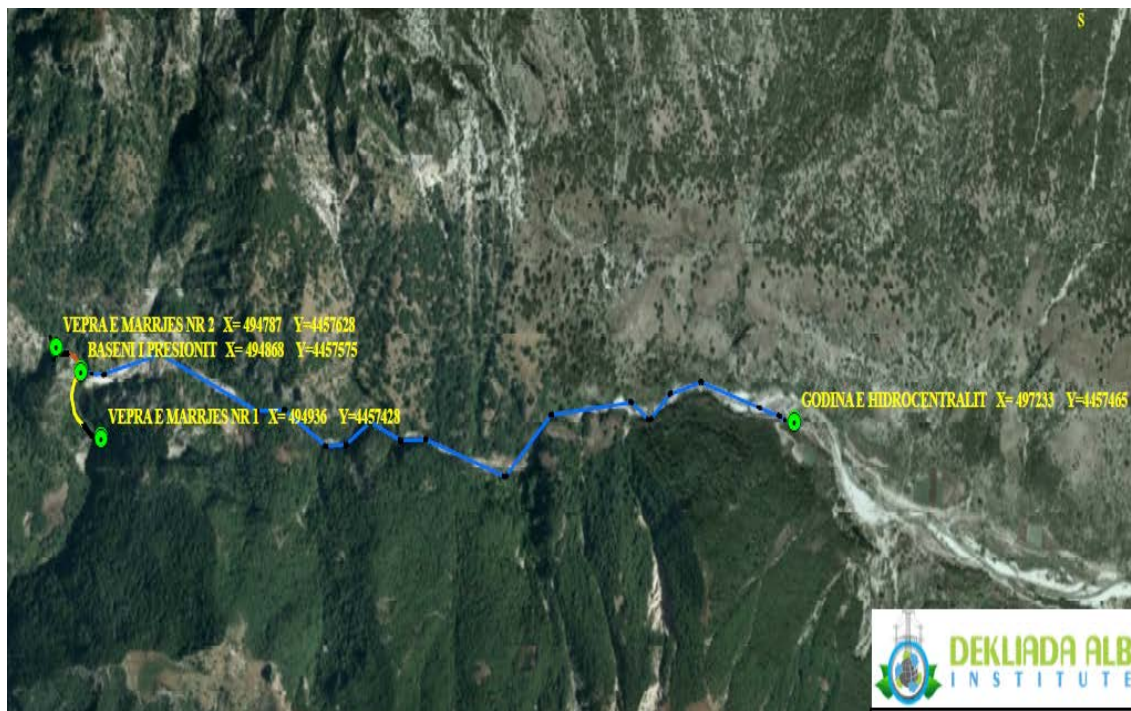 S
VEPRA E MARRJES NR 2 X= 494787 Y=4457628
BASENI I PRESIONIT X= 494868 Y=4457575
VEPRA E MARRJES NR 1 X= 494936 Y=4457428
GODINA E HIDROCENTRALIT X= 497233 Y=4457465
DEKLIADA ALB
INSTITUTE